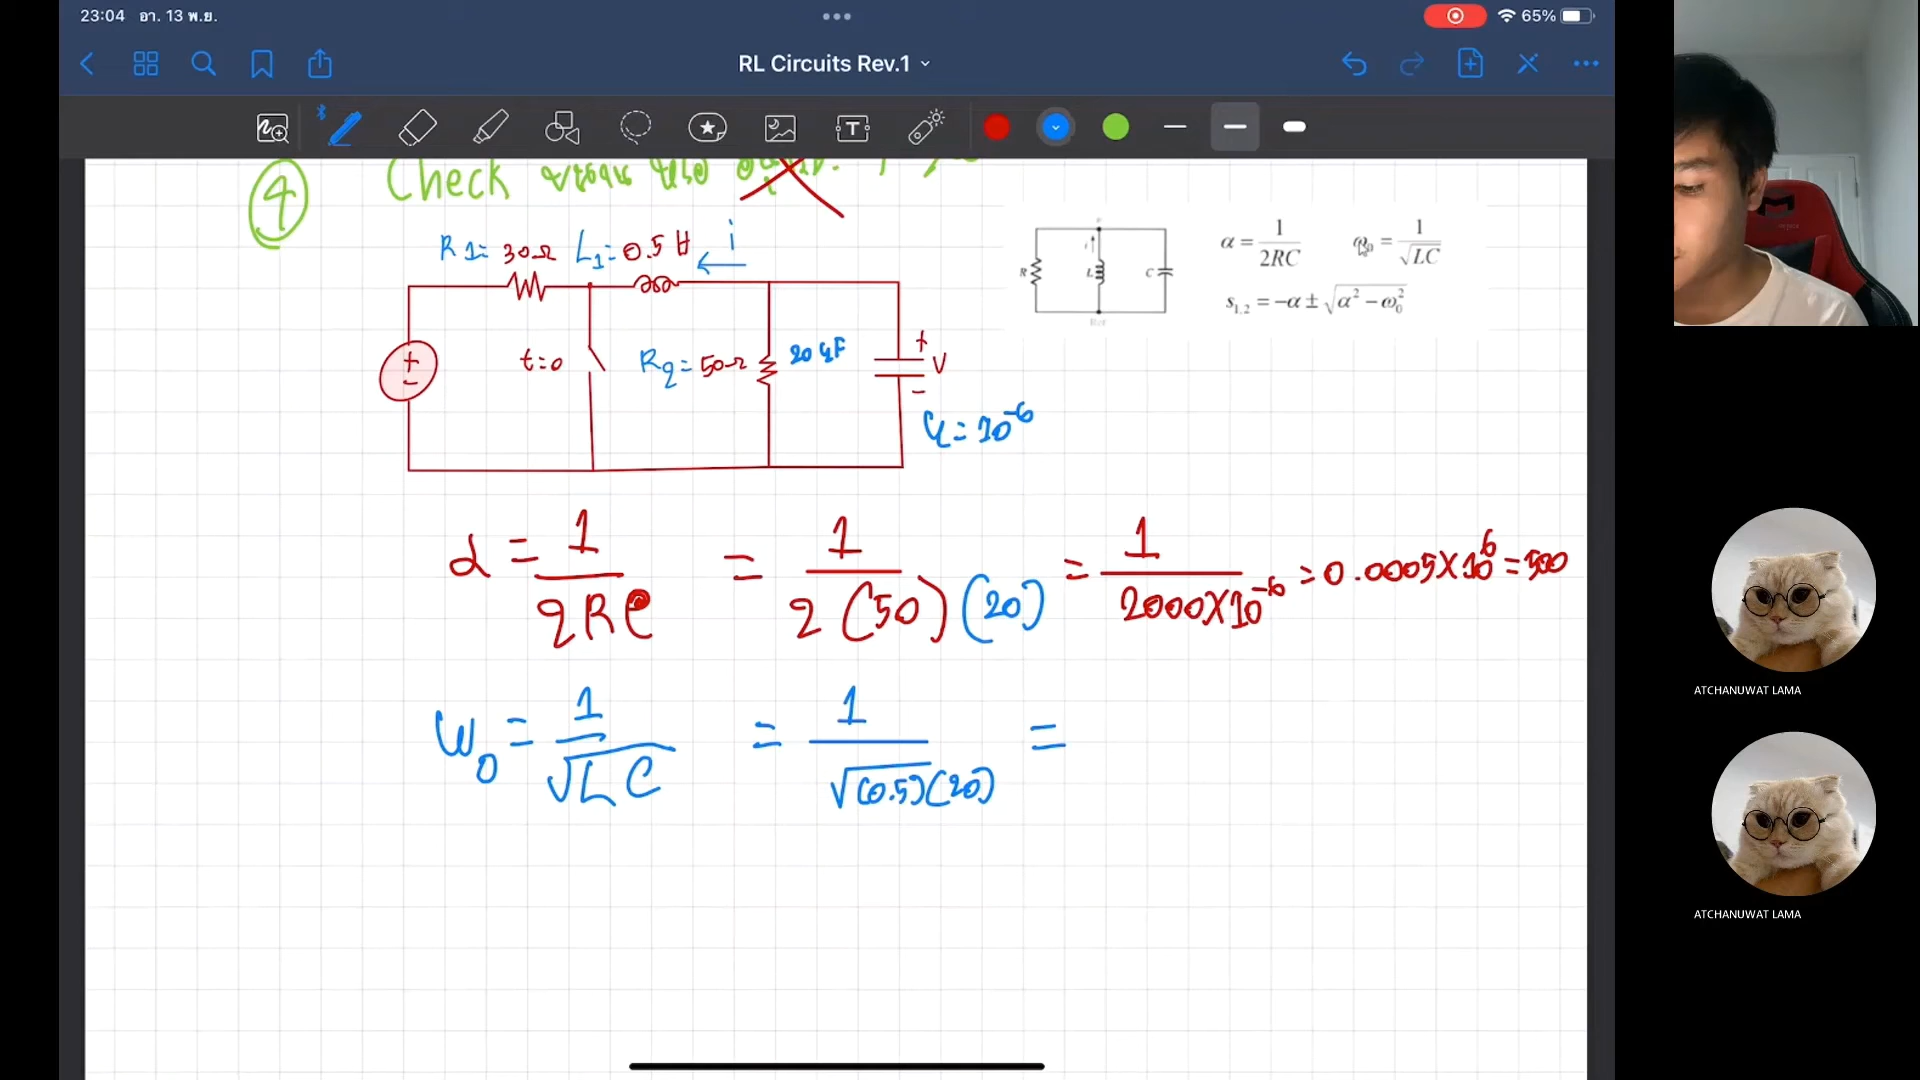 23:04 อา. 13 พ.ย.
65%
RL Circuits Rev.1
4 Check
R1= 30Ω L1= 0.5 H i
+
-
t=0
R2= 50Ω
20 μF
+
V
-
μ= 10^-6
R L C
α = 1/2RC
ω0 = 1/√LC
s1,2 = -α ± √α² - ω0²
α = 1/2RC = 1/2(50)(20) = 1/2000×10^-6 = 0.0005×10^6 = 500
ω0 = 1/√LC = 1/√(0.5)(20) =
ATCHANUWAT LAMA
ATCHANUWAT LAMA